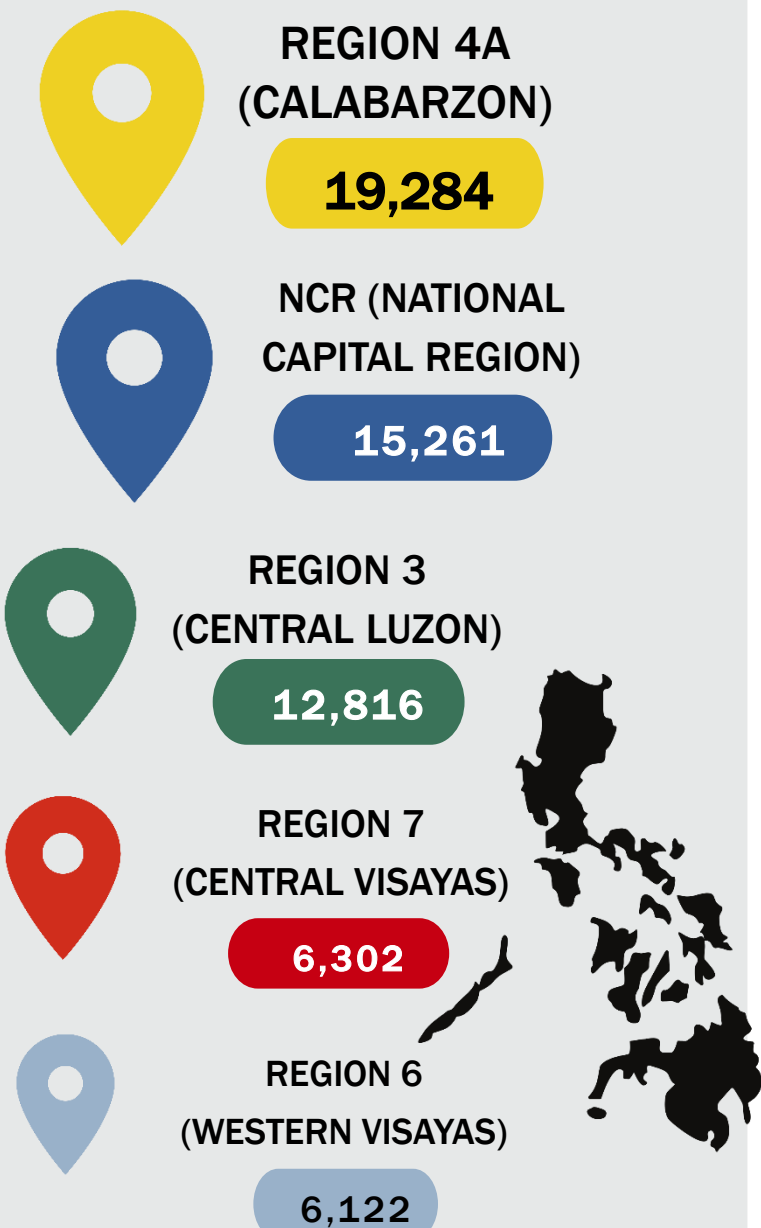 REGION 4A
(CALABARZON)
19,284
NCR (NATIONAL
CAPITAL REGION)
15,261
REGION 3
(CENTRAL LUZON)
12,816
REGION 7
(CENTRAL VISAYAS)
6,302
REGION 6
(WESTERN VISAYAS)
6,122